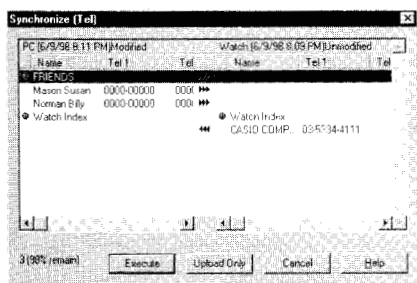 Synchronize (Tel)
PC [6/9/98 8:11 PM]Modified Watch [6/9/98 8:09 PM]Unmodified
Name Tel 1 Tel Name Tel 1 Tel
FRIENDS
Mason Susan 0000-00000 000(
Norman Billy 0000-00000 000(
Watch Index Watch Index
CASIO COMP.. 03-5334-4111
3 [98% remain] Execute Upload Only Cancel Help